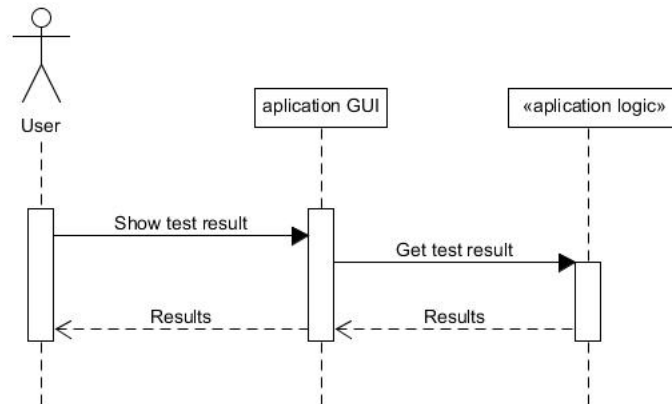 User
aplication GUI
«aplication logic»
Show test result
Get test result
Results
Results